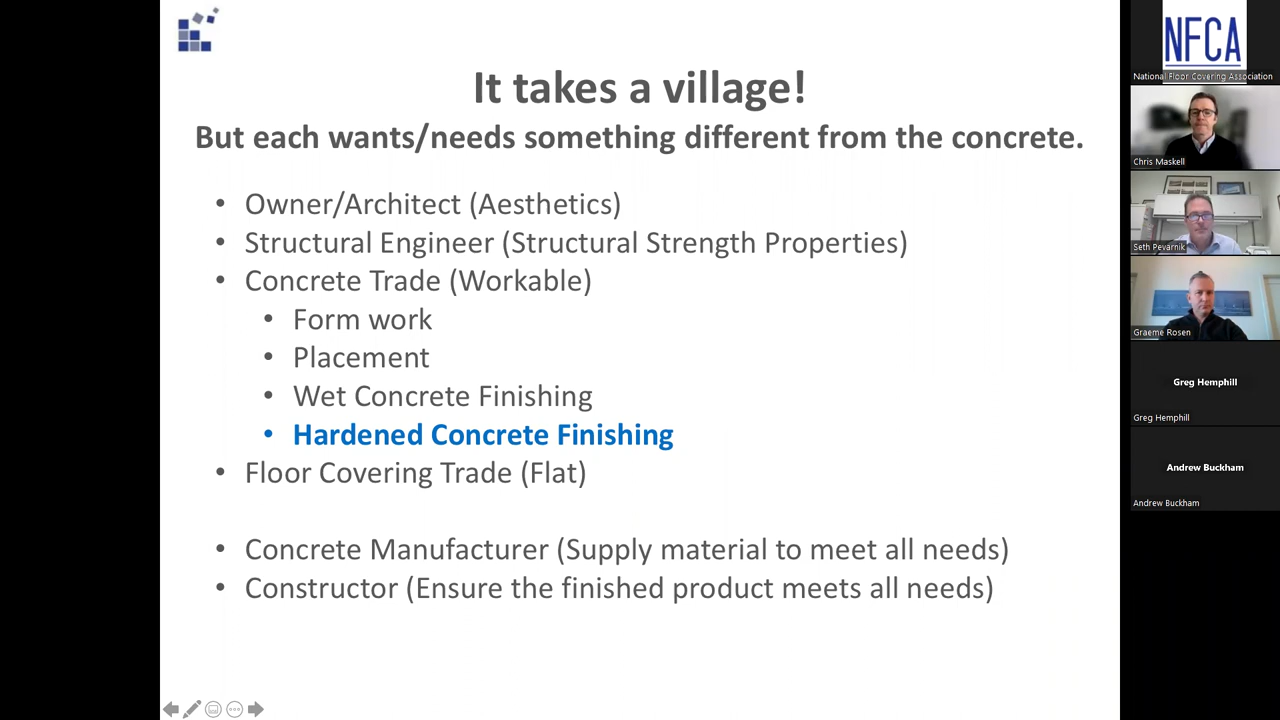 It takes a village!
But each wants/needs something different from the concrete.
• Owner/Architect (Aesthetics)
• Structural Engineer (Structural Strength Properties)
• Concrete Trade (Workable)
• Form work
• Placement
• Wet Concrete Finishing
• Hardened Concrete Finishing
• Floor Covering Trade (Flat)
• Concrete Manufacturer (Supply material to meet all needs)
• Constructor (Ensure the finished product meets all needs)
NFCA
National Floor Covering Association
Chris Maskell
Seth Pevarnik
Graeme Rosen
Greg Hemphill
Greg Hemphill
Andrew Buckham
Andrew Buckham